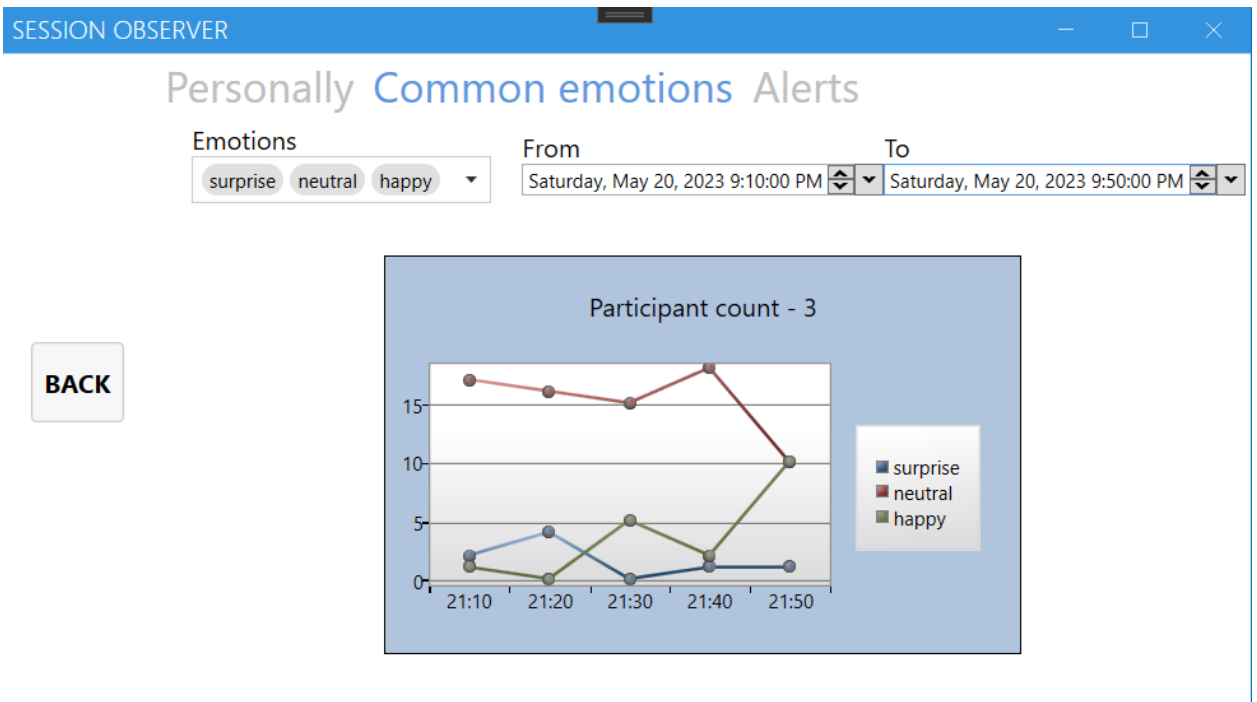 SESSION OBSERVER
Personally Common emotions Alerts
Emotions
From
To
surprise neutral happy
Saturday, May 20, 2023 9:10:00 PM
Saturday, May 20, 2023 9:50:00 PM
Participant count - 3
BACK
15
10
5
0
21:10 21:20 21:30 21:40 21:50
surprise
neutral
happy